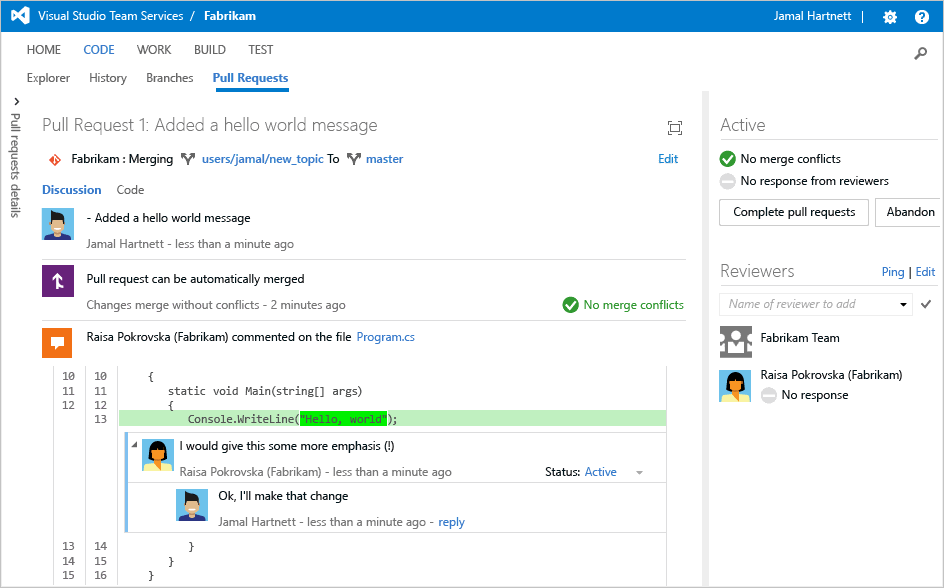 Visual Studio Team Services / Fabrikam
Jamal Hartnett | ?
HOME CODE WORK BUILD TEST
Explorer History Branches Pull Requests
Pull requests details
Pull Request 1: Added a hello world message
Fabrikam : Merging users/jamal/new_topic To master Edit
Discussion Code
- Added a hello world message
Jamal Hartnett - less than a minute ago
Pull request can be automatically merged
Changes merge without conflicts - 2 minutes ago No merge conflicts
Raisa Pokrovska (Fabrikam) commented on the file Program.cs
10 10 {
11 11 static void Main(string[] args)
12 12 {
13 Console.WriteLine("Hello, world");
I would give this some more emphasis (!)
Raisa Pokrovska (Fabrikam) - less than a minute ago Status: Active
Ok, I'll make that change
Jamal Hartnett - less than a minute ago - reply
13 14 }
14 15 }
15 16 }
Active
No merge conflicts
No response from reviewers
Complete pull requests Abandon
Reviewers Ping | Edit
Name of reviewer to add
Fabrikam Team
Raisa Pokrovska (Fabrikam)
No response